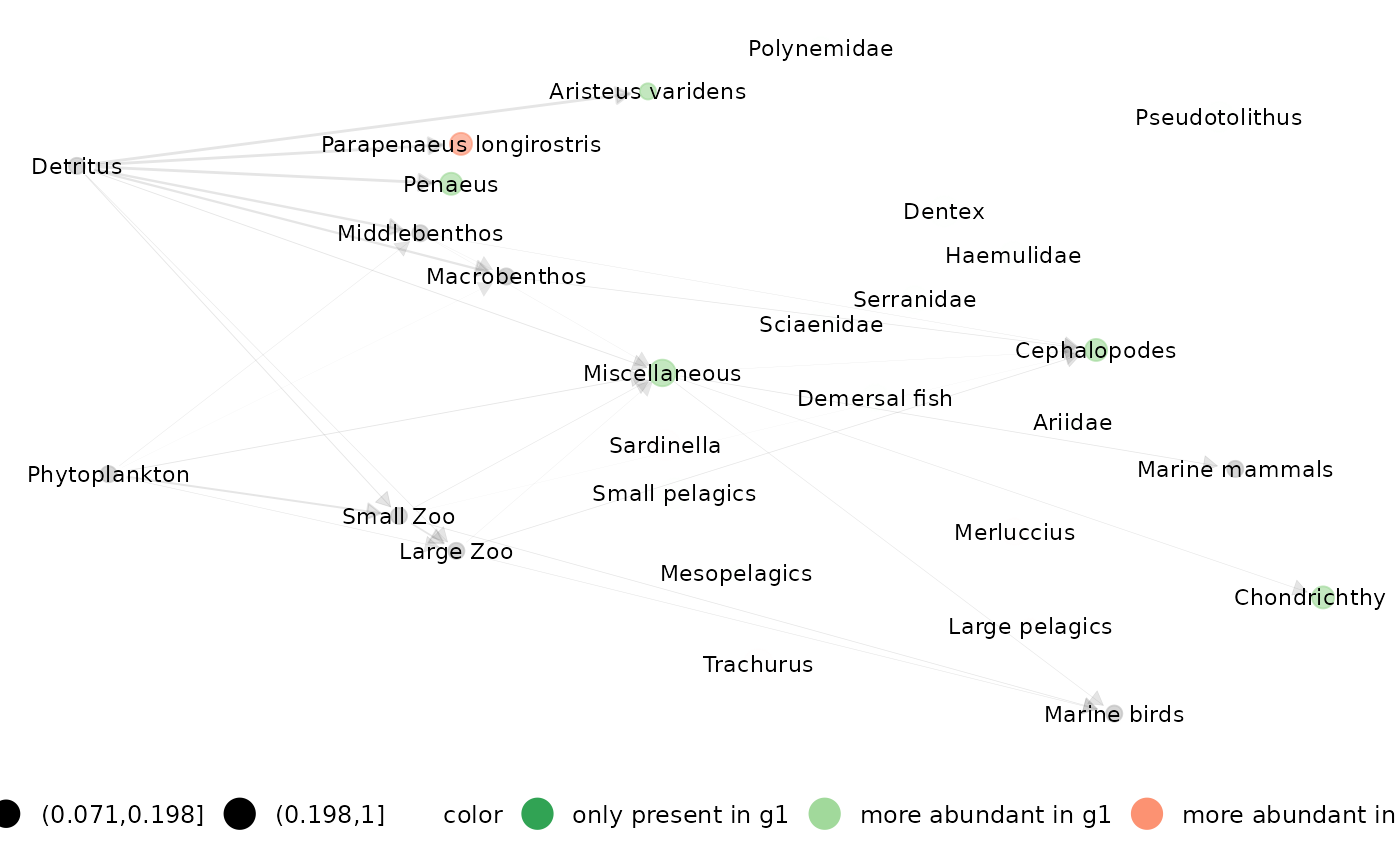 Polynemidae
Aristeus varidens
Pseudotolithus
Parapenaeus longirostris
Detritus
Penaeus
Dentex
Middlebenthos
Haemulidae
Macrobenthos
Serranidae
Sciaenidae
Cephalopodes
Miscellaneous
Demersal fish
Ariidae
Sardinella
Marine mammals
Phytoplankton
Small pelagics
Small Zoo
Merluccius
Large Zoo
Mesopelagics
Chondrichthy
Large pelagics
Trachurus
Marine birds
(0.071,0.198] (0.198,1] color only present in g1 more abundant in g1 more abundant in